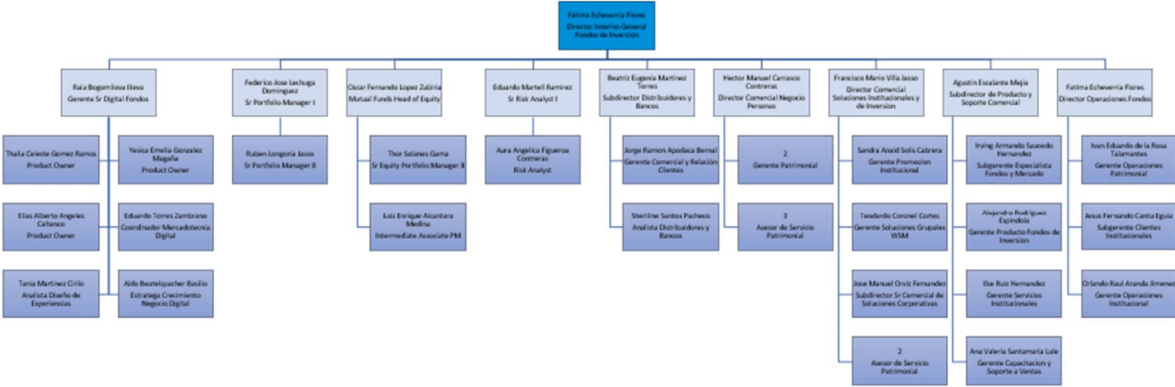 Fátima Echeverría Flores
Director Interino General
Fondos de Inversion
Raia Bogomilova Ilieva
Gerente Sr Digital Fondos
Federico Jose Lechuga
Dominguez
Sr Portfolio Manager I
Oscar Fernando Lopez Zubiria
Mutual Funds Head of Equity
Eduardo Martell Ramirez
Sr Risk Analyst I
Beatriz Eugenia Martinez
Torres
Subdirector Distribuidores y
Bancos
Hector Manuel Carrasco
Contreras
Director Comercial Negocio
Personas
Francisco Mario Villa Jasso
Director Comercial
Soluciones Institucionales y
de Inversion
Agustin Escalante Mejia
Subdirector de Producto y
Soporte Comercial
Fatima Echeverria Flores
Director Operaciones Fondos
Thalia Celeste Gomez Ramos
Product Owner
Yesica Emelia Gonzalez
Magaña
Product Owner
Ruben Longoria Jasso
Sr Portfolio Manager II
Thor Solanes Gama
Sr Equity Portfolio Manager II
Aura Angelica Figueroa
Contreras
Risk Analyst
Jorge Ramon Apodaca Bernal
Gerente Comercial y Relación
Clientes
2
Gerente Patrimonial
Sandra Anaid Solis Cabrera
Gerente Promocion
Institucional
Irving Armando Saucedo
Hernandez
Subgerente Especialista
Fondos y Mercado
Ivan Eduardo de la Rosa
Talamantes
Gerente Operaciones
Patrimonial
Elias Alberto Angeles
Caltenco
Product Owner
Eduardo Torres Zambrano
Coordinador Mercadotecnia
Digital
Luis Enrique Alcantara
Medina
Intermediate Associate PM
Sheriline Santos Pacheco
Analista Distribuidores y
Bancos
3
Asesor de Servicio
Patrimonial
Teodardo Coronel Cortes
Gerente Soluciones Grupales
WSM
Alejandro Rodriguez
Espindola
Gerente Producto Fondos de
Inversion
Jesus Fernando Cantu Eguia
Subgerente Clientes
Institucionales
Tania Martinez Cirilo
Analista Diseño de
Experiencias
Aldo Beutelspacher Basilio
Estratega Crecimiento
Negocio Digital
Jose Manuel Orviz Fernandez
Subdirector Sr Comercial de
Soluciones Corporativas
Ilse Ruiz Hernandez
Gerente Servicios
Institucionales
Orlando Raul Aranda Jimenez
Gerente Operaciones
Institucional
2
Asesor de Servicio
Patrimonial
Ana Valeria Santamaria Lule
Gerente Capacitacion y
Soporte a Ventas